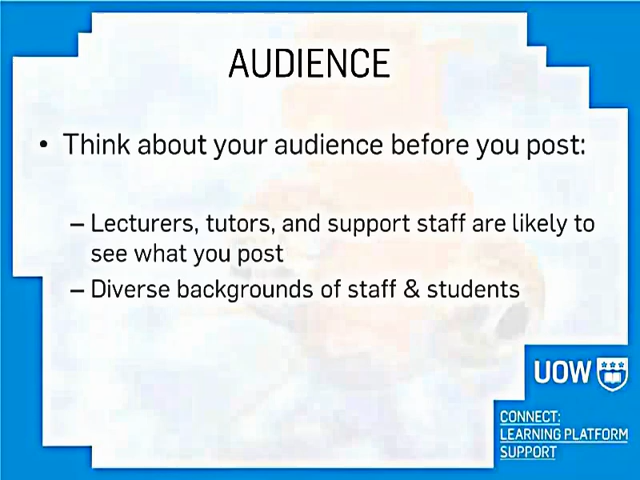 AUDIENCE
• Think about your audience before you post:
– Lecturers, tutors, and support staff are likely to
see what you post
– Diverse backgrounds of staff & students
UOW
CONNECT:
LEARNING PLATFORM
SUPPORT